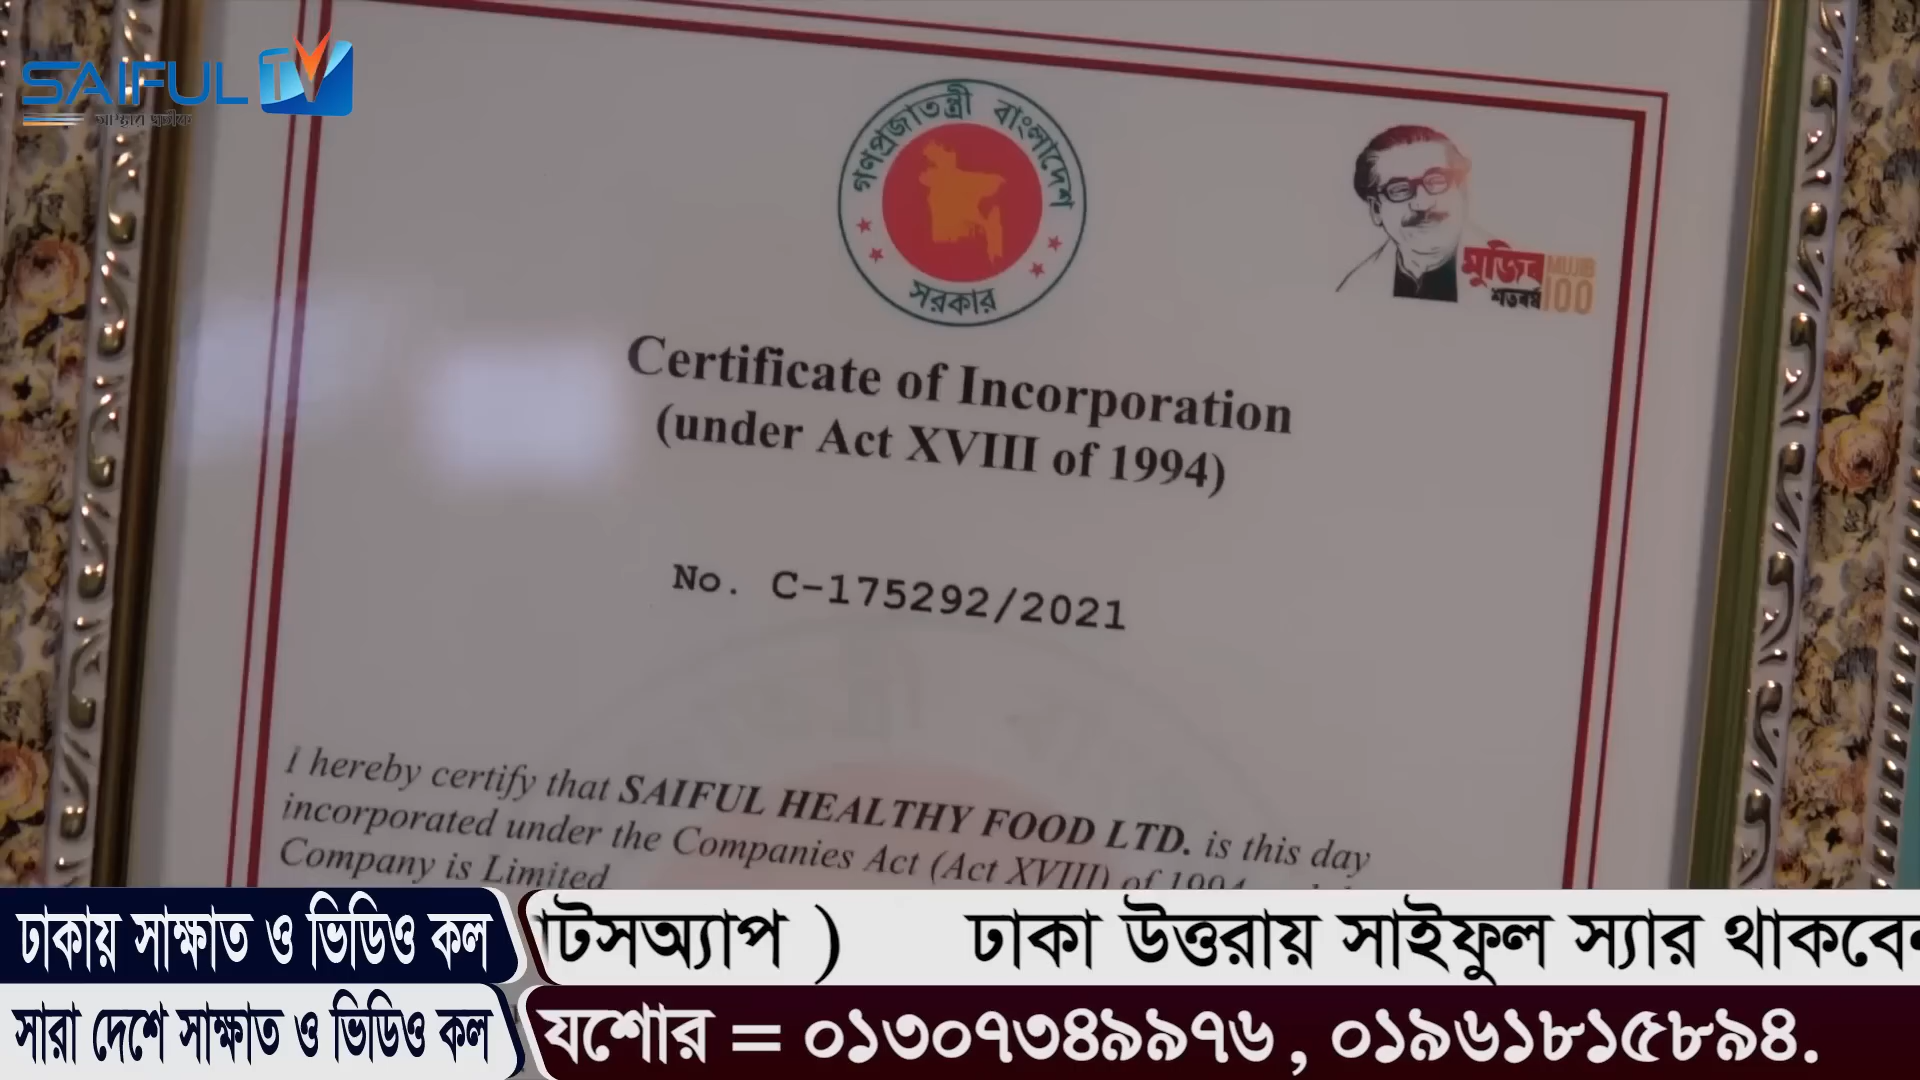 SAIFUL TV
আস্থার প্রতীক
গণপ্রজাতন্ত্রী বাংলাদেশ
সরকার
মুজিব MUJIB
শতবর্ষ 100
Certificate of Incorporation
(under Act XVIII of 1994)
No. C-175292/2021
I hereby certify that SAIFUL HEALTHY FOOD LTD. is this day
incorporated under the Companies Act (Act XVIII) of 1994
Company is Limited
ঢাকায় সাক্ষাত ও ভিডিও কল
টসঅ্যাপ ) ঢাকা উত্তরায় সাইফুল স্যার থাকবেন
সারা দেশে সাক্ষাত ও ভিডিও কল
যশোর = ০১৩০৭৩৪৯৯৭৬, ০১৯৬১৮১৫৮৯৪.